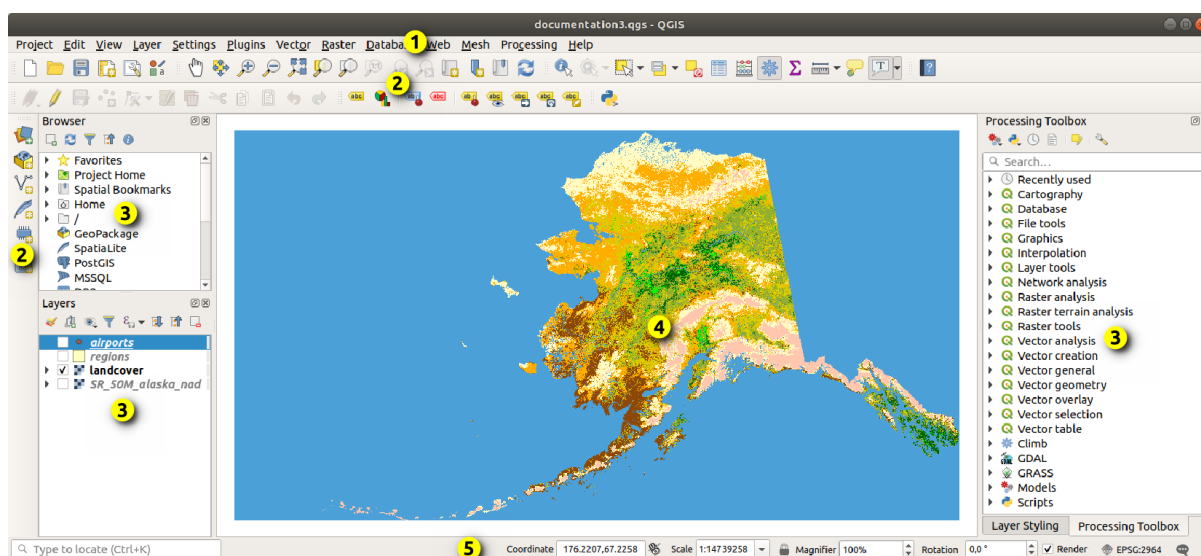 documentation3.qgs - QGIS
Project Edit View Layer Settings Plugins Vector Raster Database Web Mesh Processing Help
1
2
Browser
Favorites
Project Home
Spatial Bookmarks
Home
/
GeoPackage
SpatiaLite
PostGIS
MSSQL
3
2
Layers
airports
regions
landcover
SR_50M_alaska_nad
3
4
Processing Toolbox
Search...
Recently used
Cartography
Database
File tools
Graphics
Interpolation
Layer tools
Network analysis
Raster analysis
Raster terrain analysis
Raster tools
Vector analysis
3
Vector creation
Vector general
Vector geometry
Vector overlay
Vector selection
Vector table
Climb
GDAL
GRASS
Models
Scripts
Layer Styling Processing Toolbox
Type to locate (Ctrl+K) 5 Coordinate 176.2207,67.2258 Scale 1:14739258 Magnifier 100% Rotation 0,0 ° Render EPSG:2964